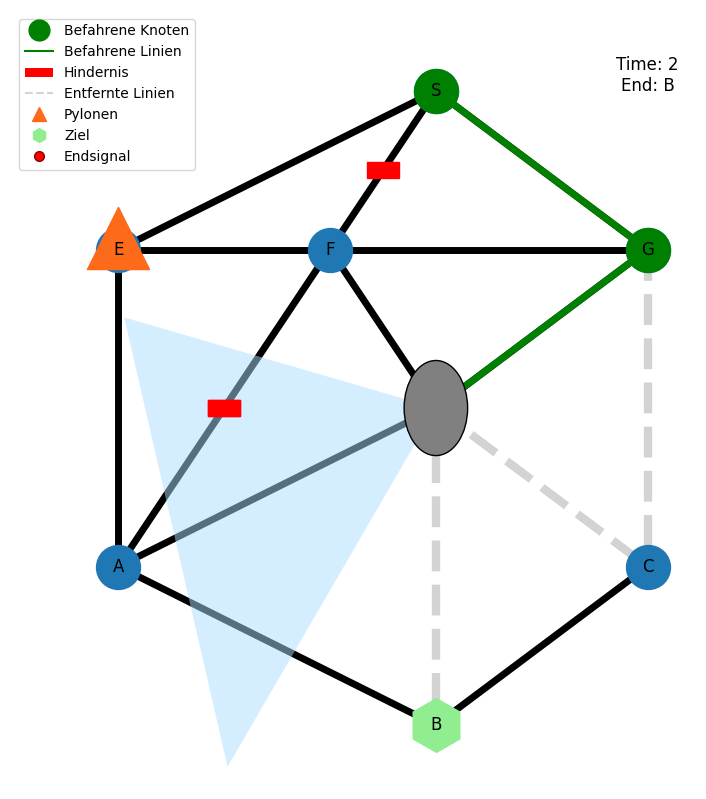 Befahrene Knoten
Befahrene Linien
Hindernis
Entfernte Linien
Pylonen
Ziel
Endsignal
Time: 2
End: B
S
E
F
G
A
C
B